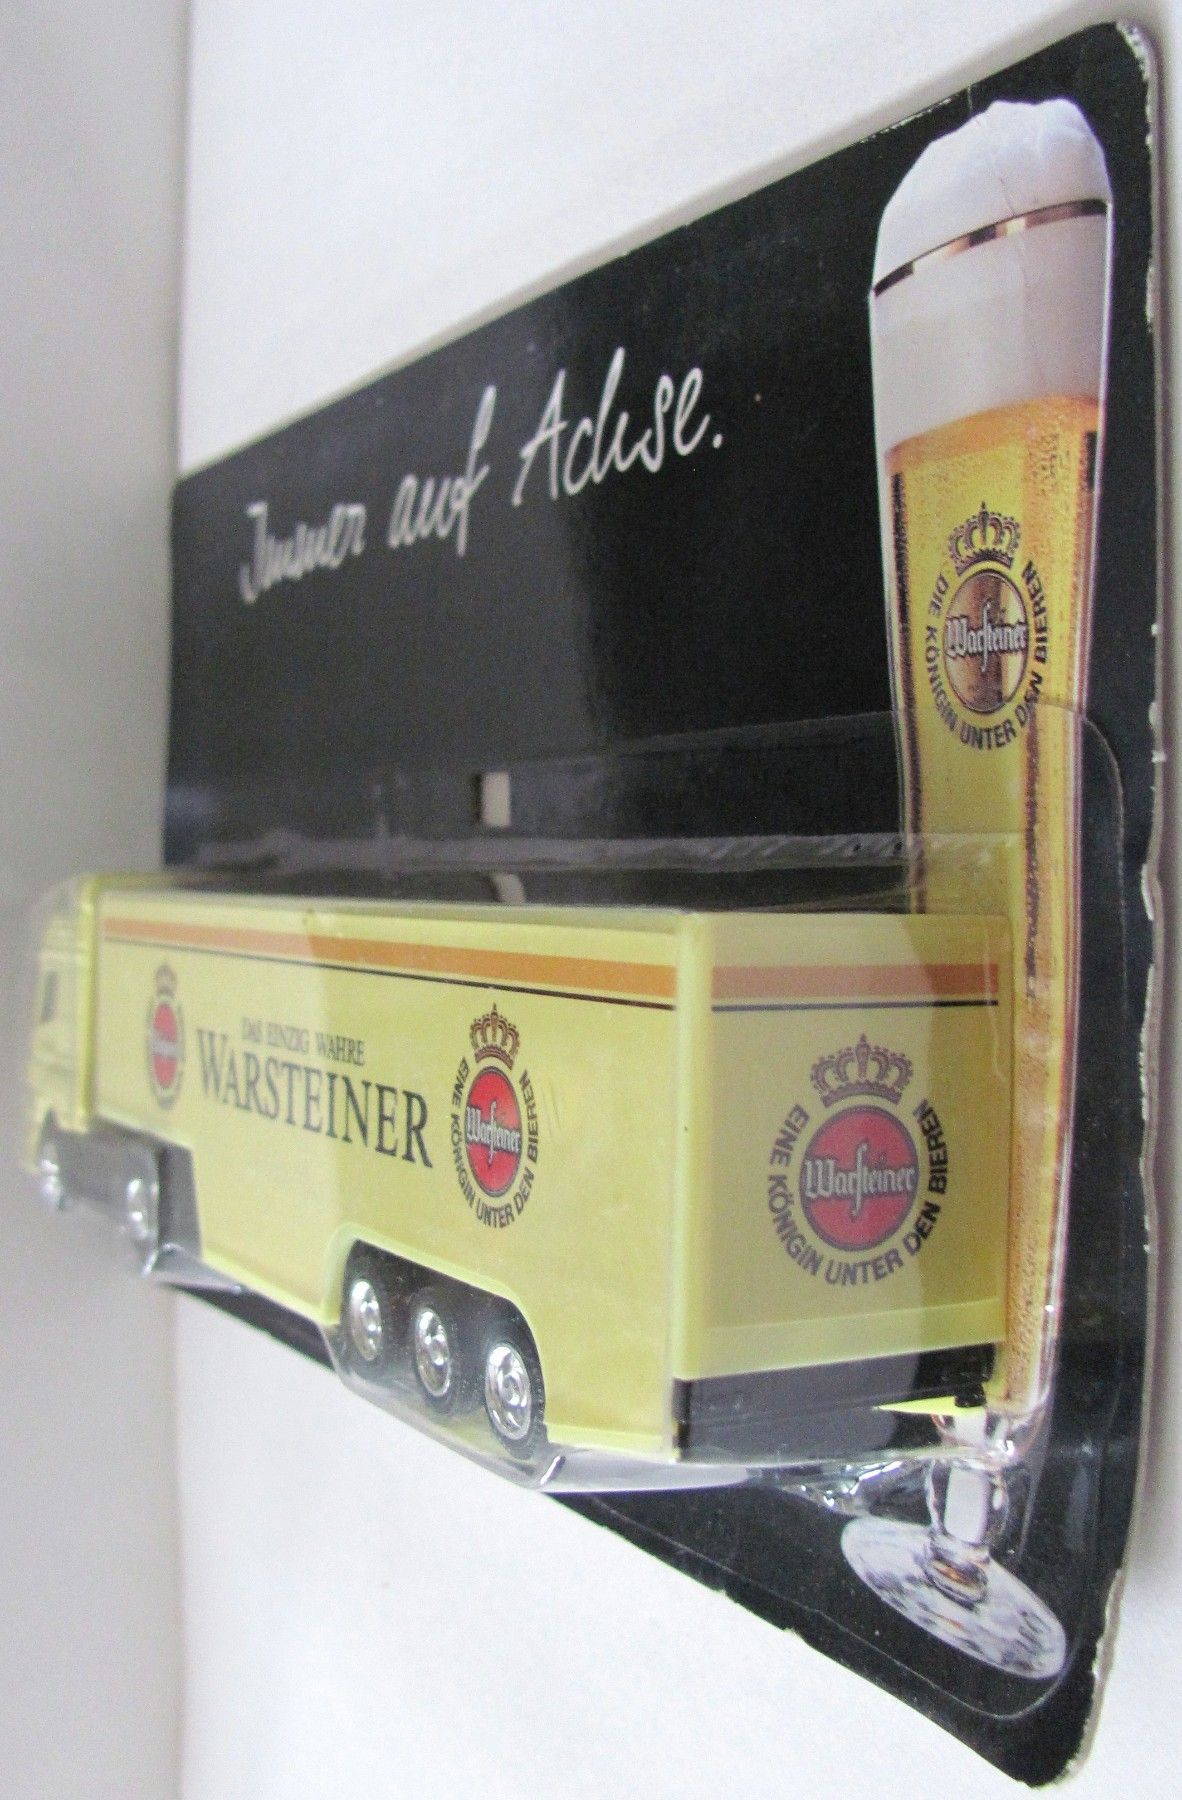 Immer auf Achse.
DIE KÖNIGIN UNTER DEN BIEREN
Warsteiner
DAS EINZIG WAHRE
WARSTEINER
EINE KÖNIGIN UNTER DEN BIEREN
Warsteiner
EINE KÖNIGIN UNTER DEN BIEREN
Warsteiner